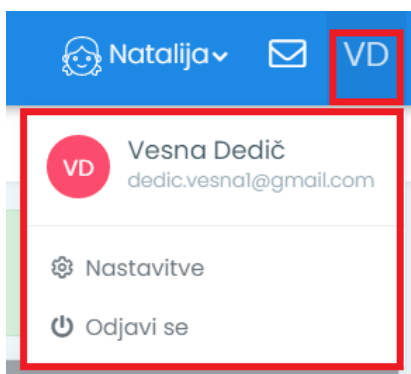 Natalija VD
VD
Vesna Dedič
dedic.vesna1@gmail.com
Nastavitve
Odjavi se